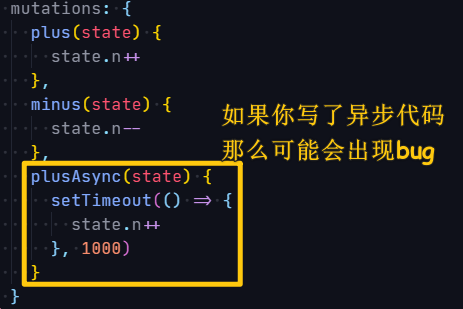 mutations: {
plus(state) {
state.n++
},
minus(state) {
state.n--
},
如果你写了异步代码
那么可能会出现bug
plusAsync(state) {
setTimeout(() => {
state.n++
}, 1000)
}
}